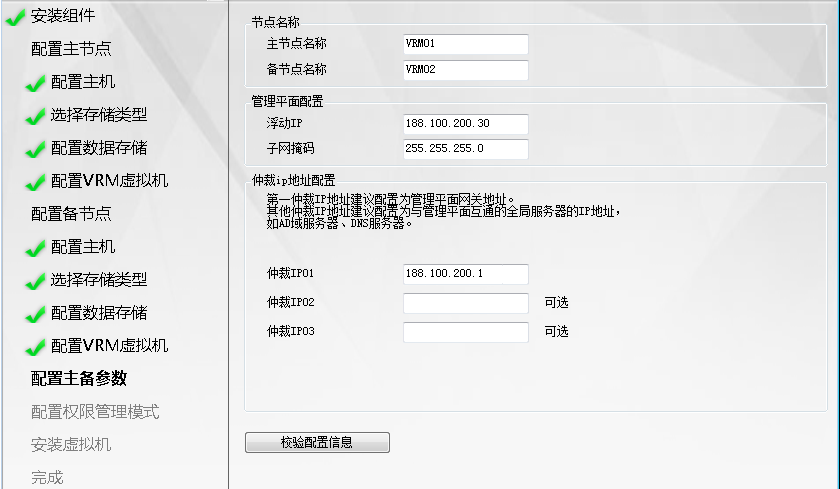 安装组件
配置主节点
配置主机
选择存储类型
配置数据存储
配置VRM虚拟机
配置备节点
配置主机
选择存储类型
配置数据存储
配置VRM虚拟机
配置主备参数
配置权限管理模式
安装虚拟机
完成
节点名称
主节点名称 VRM01
备节点名称 VRM02
管理平面配置
浮动IP 188.100.200.30
子网掩码 255.255.255.0
仲裁ip地址配置
第一仲裁IP地址建议配置为管理平面网关地址。
其他仲裁IP地址建议配置为与管理平面互通的全局服务器的IP地址，
如AD域服务器、DNS服务器。
仲裁IP01 188.100.200.1
仲裁IP02 可选
仲裁IP03 可选
校验配置信息